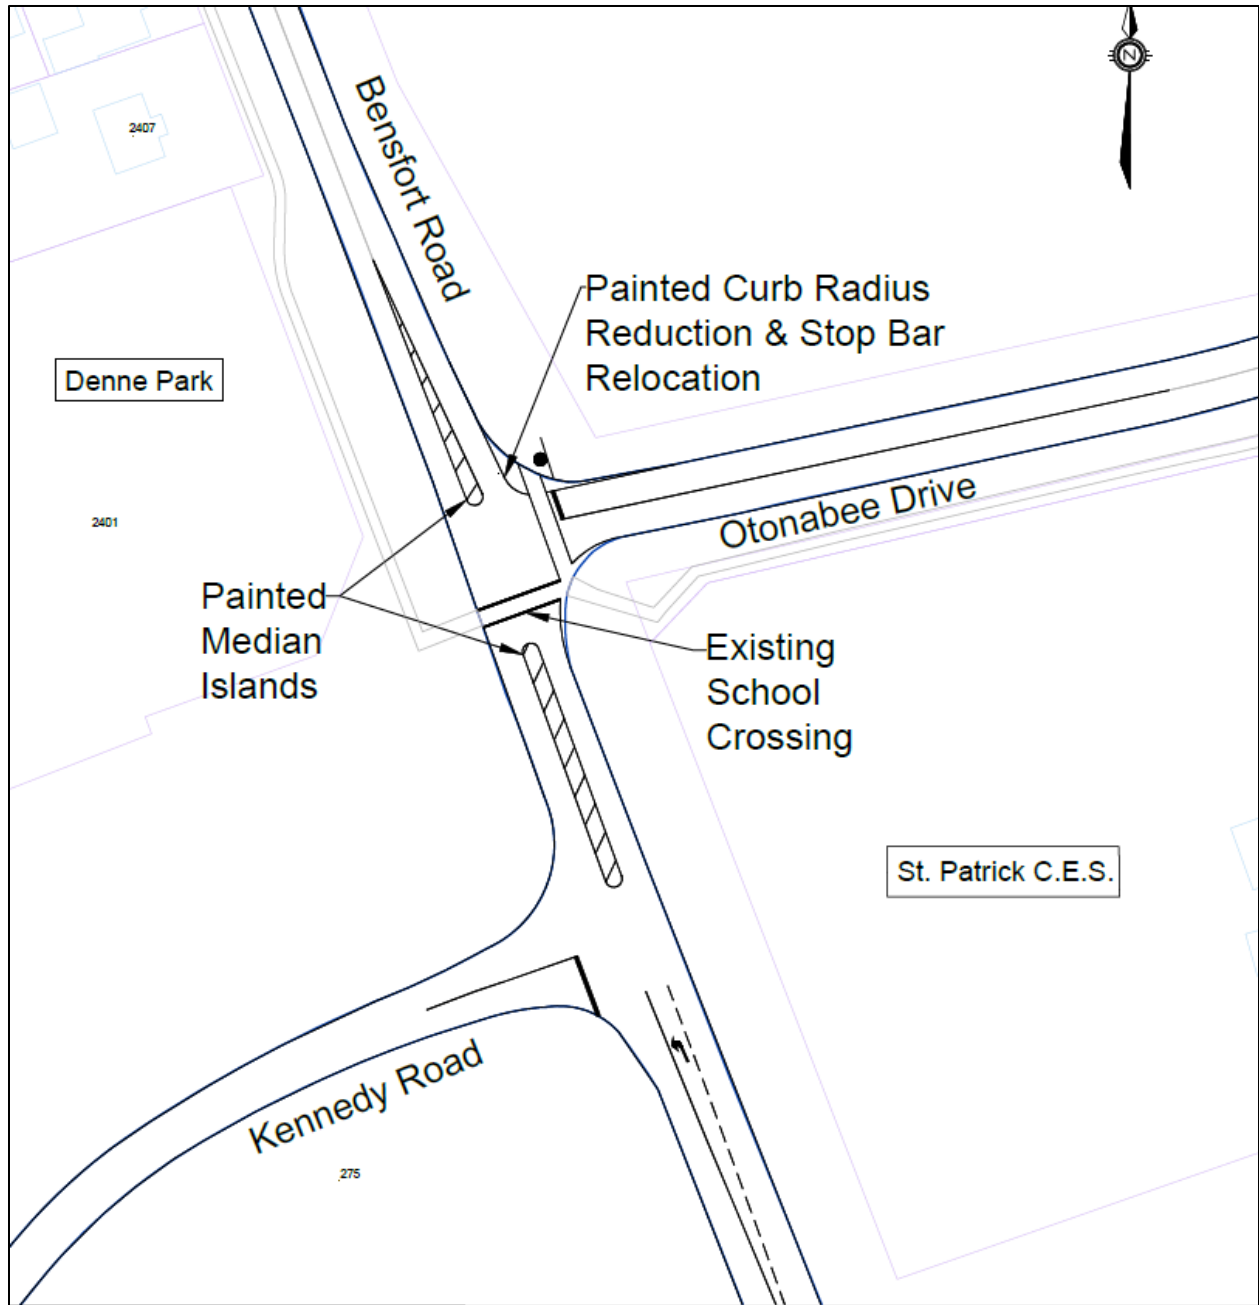 2407
Bensfort Road
N
Painted Curb Radius
Reduction & Stop Bar
Relocation
Denne Park
2401
Otonabee Drive
Painted
Median
Islands
Existing
School
Crossing
St. Patrick C.E.S.
Kennedy Road
275